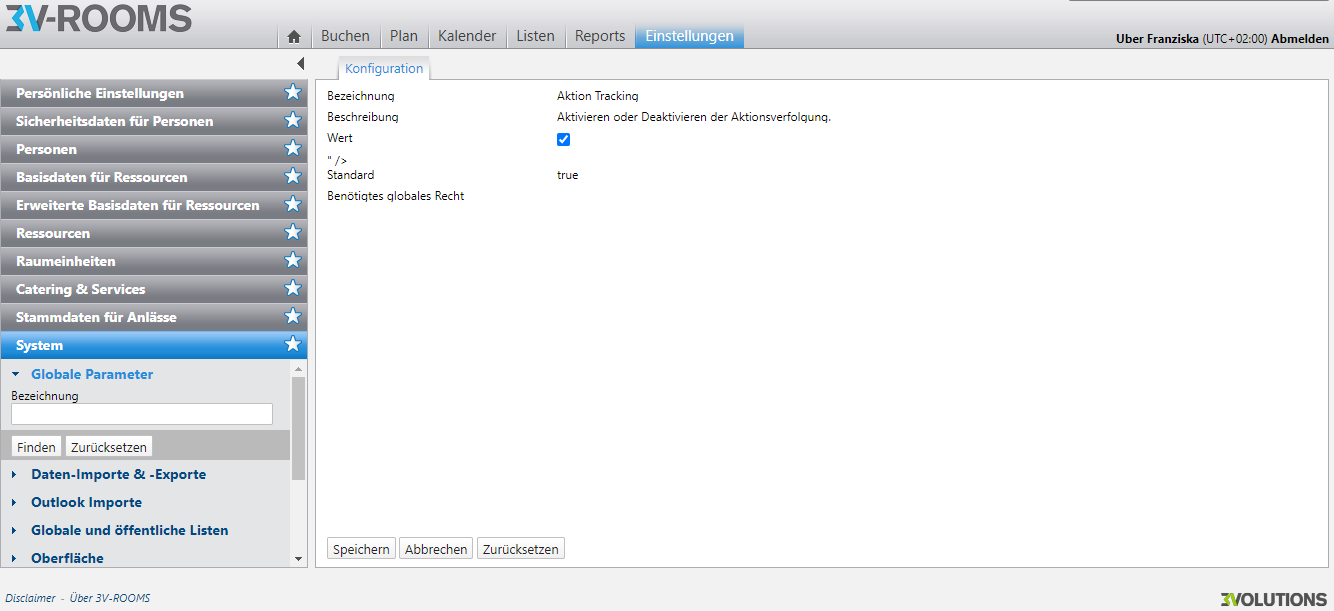 3V-ROOMS
Buchen Plan Kalender Listen Reports Einstellungen
Uber Franziska (UTC+02:00) Abmelden
Konfiguration
Persönliche Einstellungen
Sicherheitsdaten für Personen
Personen
Basisdaten für Ressourcen
Erweiterte Basisdaten für Ressourcen
Ressourcen
Raumeinheiten
Catering & Services
Stammdaten für Anlässe
System
Globale Parameter
Bezeichnung
Finden Zurücksetzen
Daten-Importe & -Exporte
Outlook Importe
Globale und öffentliche Listen
Oberfläche
Bezeichnung Aktion Tracking
Beschreibung Aktivieren oder Deaktivieren der Aktionsverfolgung.
Wert
" />
Standard true
Benötigtes globales Recht
Speichern Abbrechen Zurücksetzen
Disclaimer - Über 3V-ROOMS
3VOLUTIONS